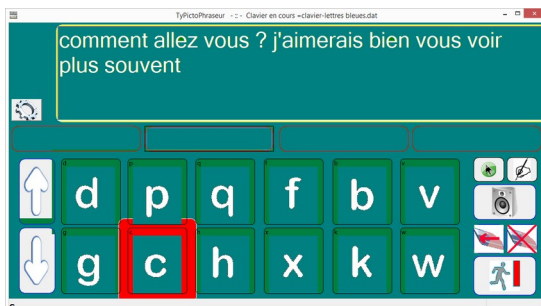 TyPictoPhraseur - :: - Clavier en cours =clavier-lettres bleues.dat
comment allez vous ? j'aimerais bien vous voir
plus souvent
d p q f b v
g c h x k w